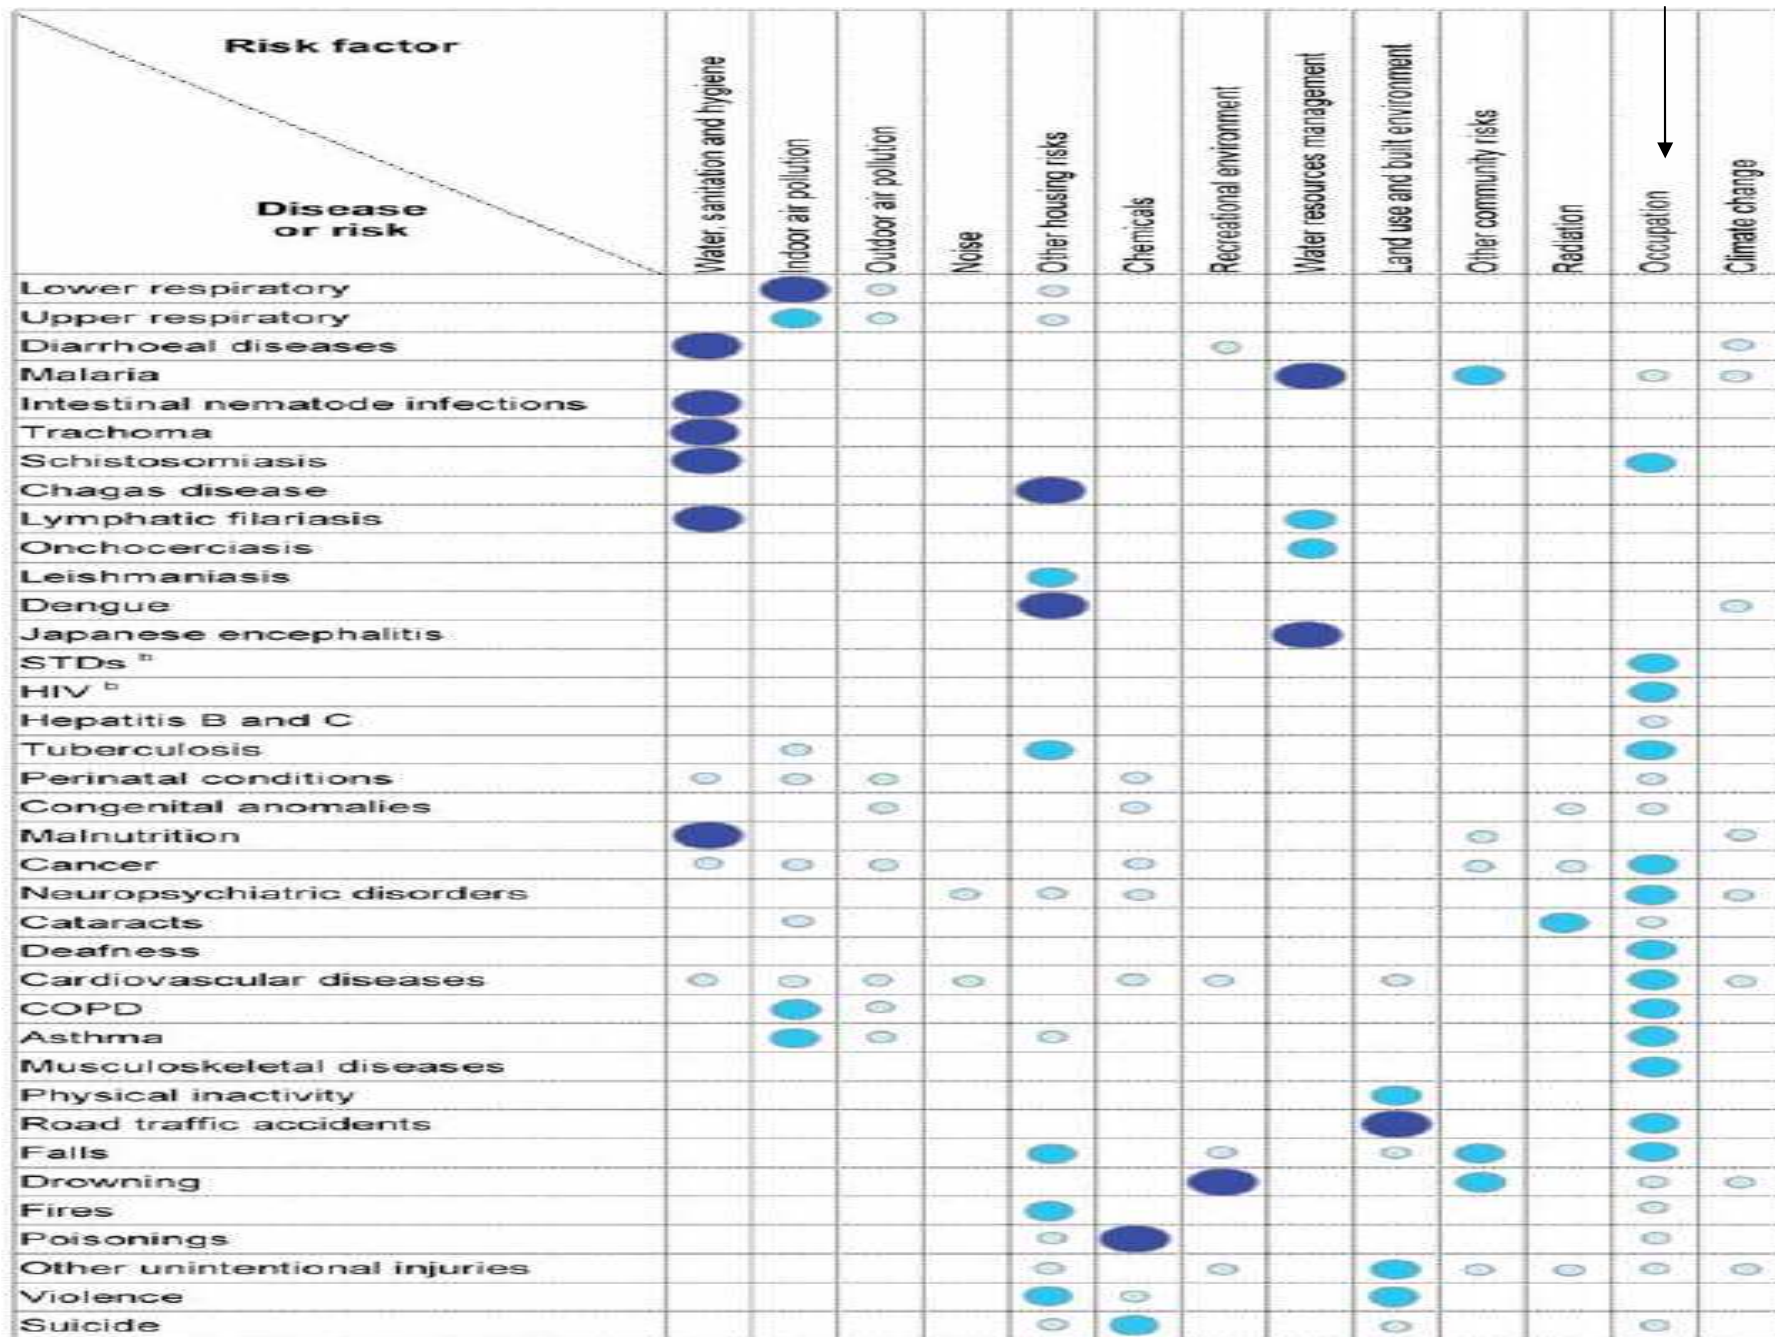 Risk factor
Disease
or risk
Water, sanitation and hygiene
Indoor air pollution
Outdoor air pollution
Noise
Other housing risks
Chemicals
Recreational environment
Water resources management
Land use and built environment
Other community risks
Radiation
Occupation
Climate change
Lower respiratory
Upper respiratory
Diarrhoeal diseases
Malaria
Intestinal nematode infections
Trachoma
Schistosomiasis
Chagas disease
Lymphatic filariasis
Onchocerciasis
Leishmaniasis
Dengue
Japanese encephalitis
STDs
HIV b
Hepatitis B and C
Tuberculosis
Perinatal conditions
Congenital anomalies
Malnutrition
Cancer
Neuropsychiatric disorders
Cataracts
Deafness
Cardiovascular diseases
COPD
Asthma
Musculoskeletal diseases
Physical inactivity
Road traffic accidents
Falls
Drowning
Fires
Poisonings
Other unintentional injuries
Violence
Suicide